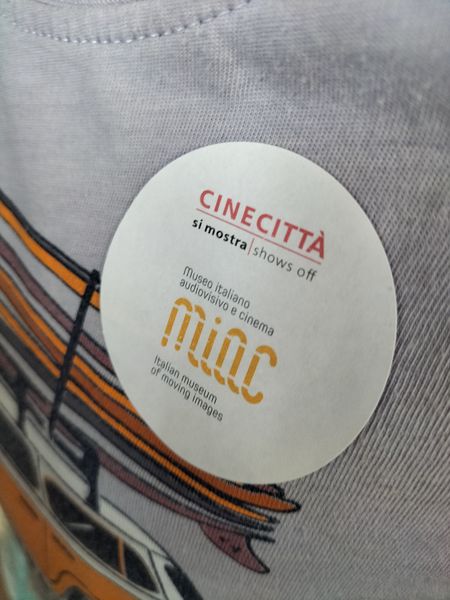 CINECITTÀ
si mostra|shows off
Museo italiano
audiovisivo e cinema
miac
Italian museum
of moving images